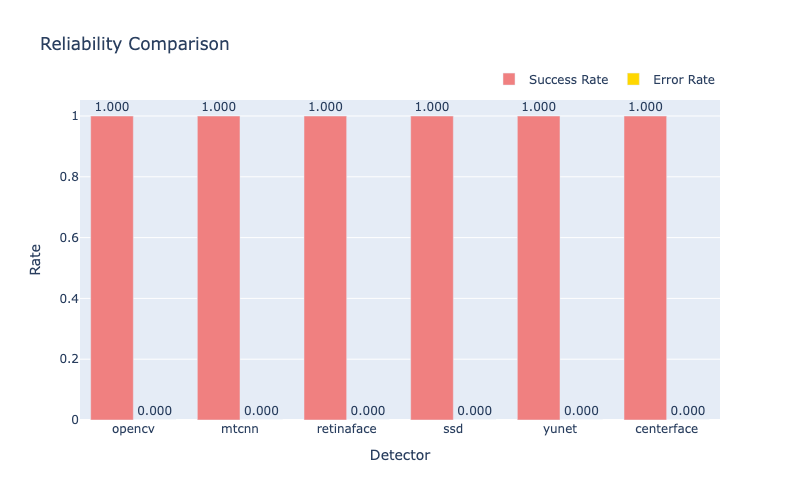 Reliability Comparison
Success Rate Error Rate
1.000 1.000 1.000 1.000 1.000 1.000
1
0.8
0.6
0.4
0.2
0
Rate
0.000 0.000 0.000 0.000 0.000 0.000
opencv mtcnn retinaface ssd yunet centerface
Detector